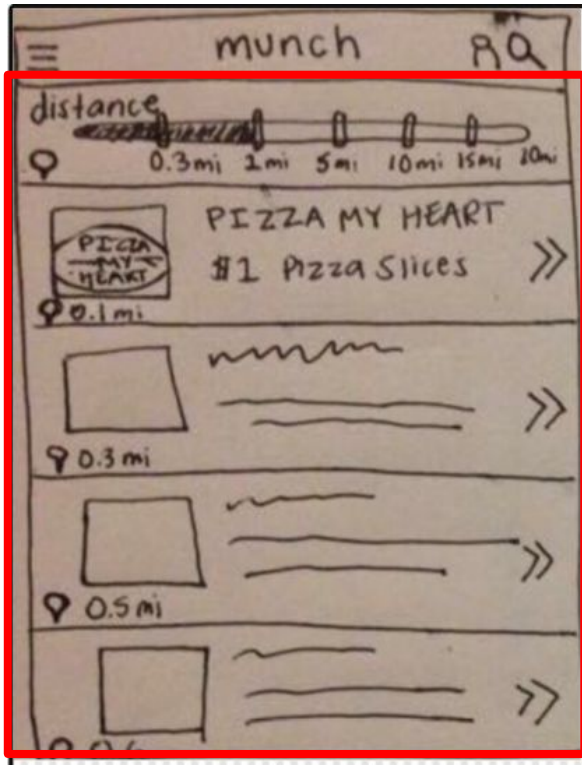 munch
distance
0.3mi 1mi 5mi 10mi 15mi 20mi
PIZZA MY HEART
PIZZA
MY
HEART
$1 Pizza Slices
0.1mi
0.3 mi
0.5 mi